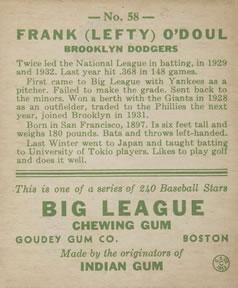 — No. 58 —
FRANK (LEFTY) O'DOUL
BROOKLYN DODGERS
Twice led the National League in batting, in 1929
and 1932. Last year hit .368 in 148 games.
First came to Big League with Yankees as a
pitcher. Failed to make the grade. Sent back to
the minors. Won a berth with the Giants in 1928
as an outfielder, traded to the Phillies the next
year, joined Brooklyn in 1931.
Born in San Francisco, 1897. Is six feet tall and
weighs 180 pounds. Bats and throws left-handed.
Last Winter went to Japan and taught batting
to University of Tokio players. Likes to play golf
and does it well.
This is one of a series of 240 Baseball Stars
BIG LEAGUE
CHEWING GUM
GOUDEY GUM CO. BOSTON
Made by the originators of
INDIAN GUM